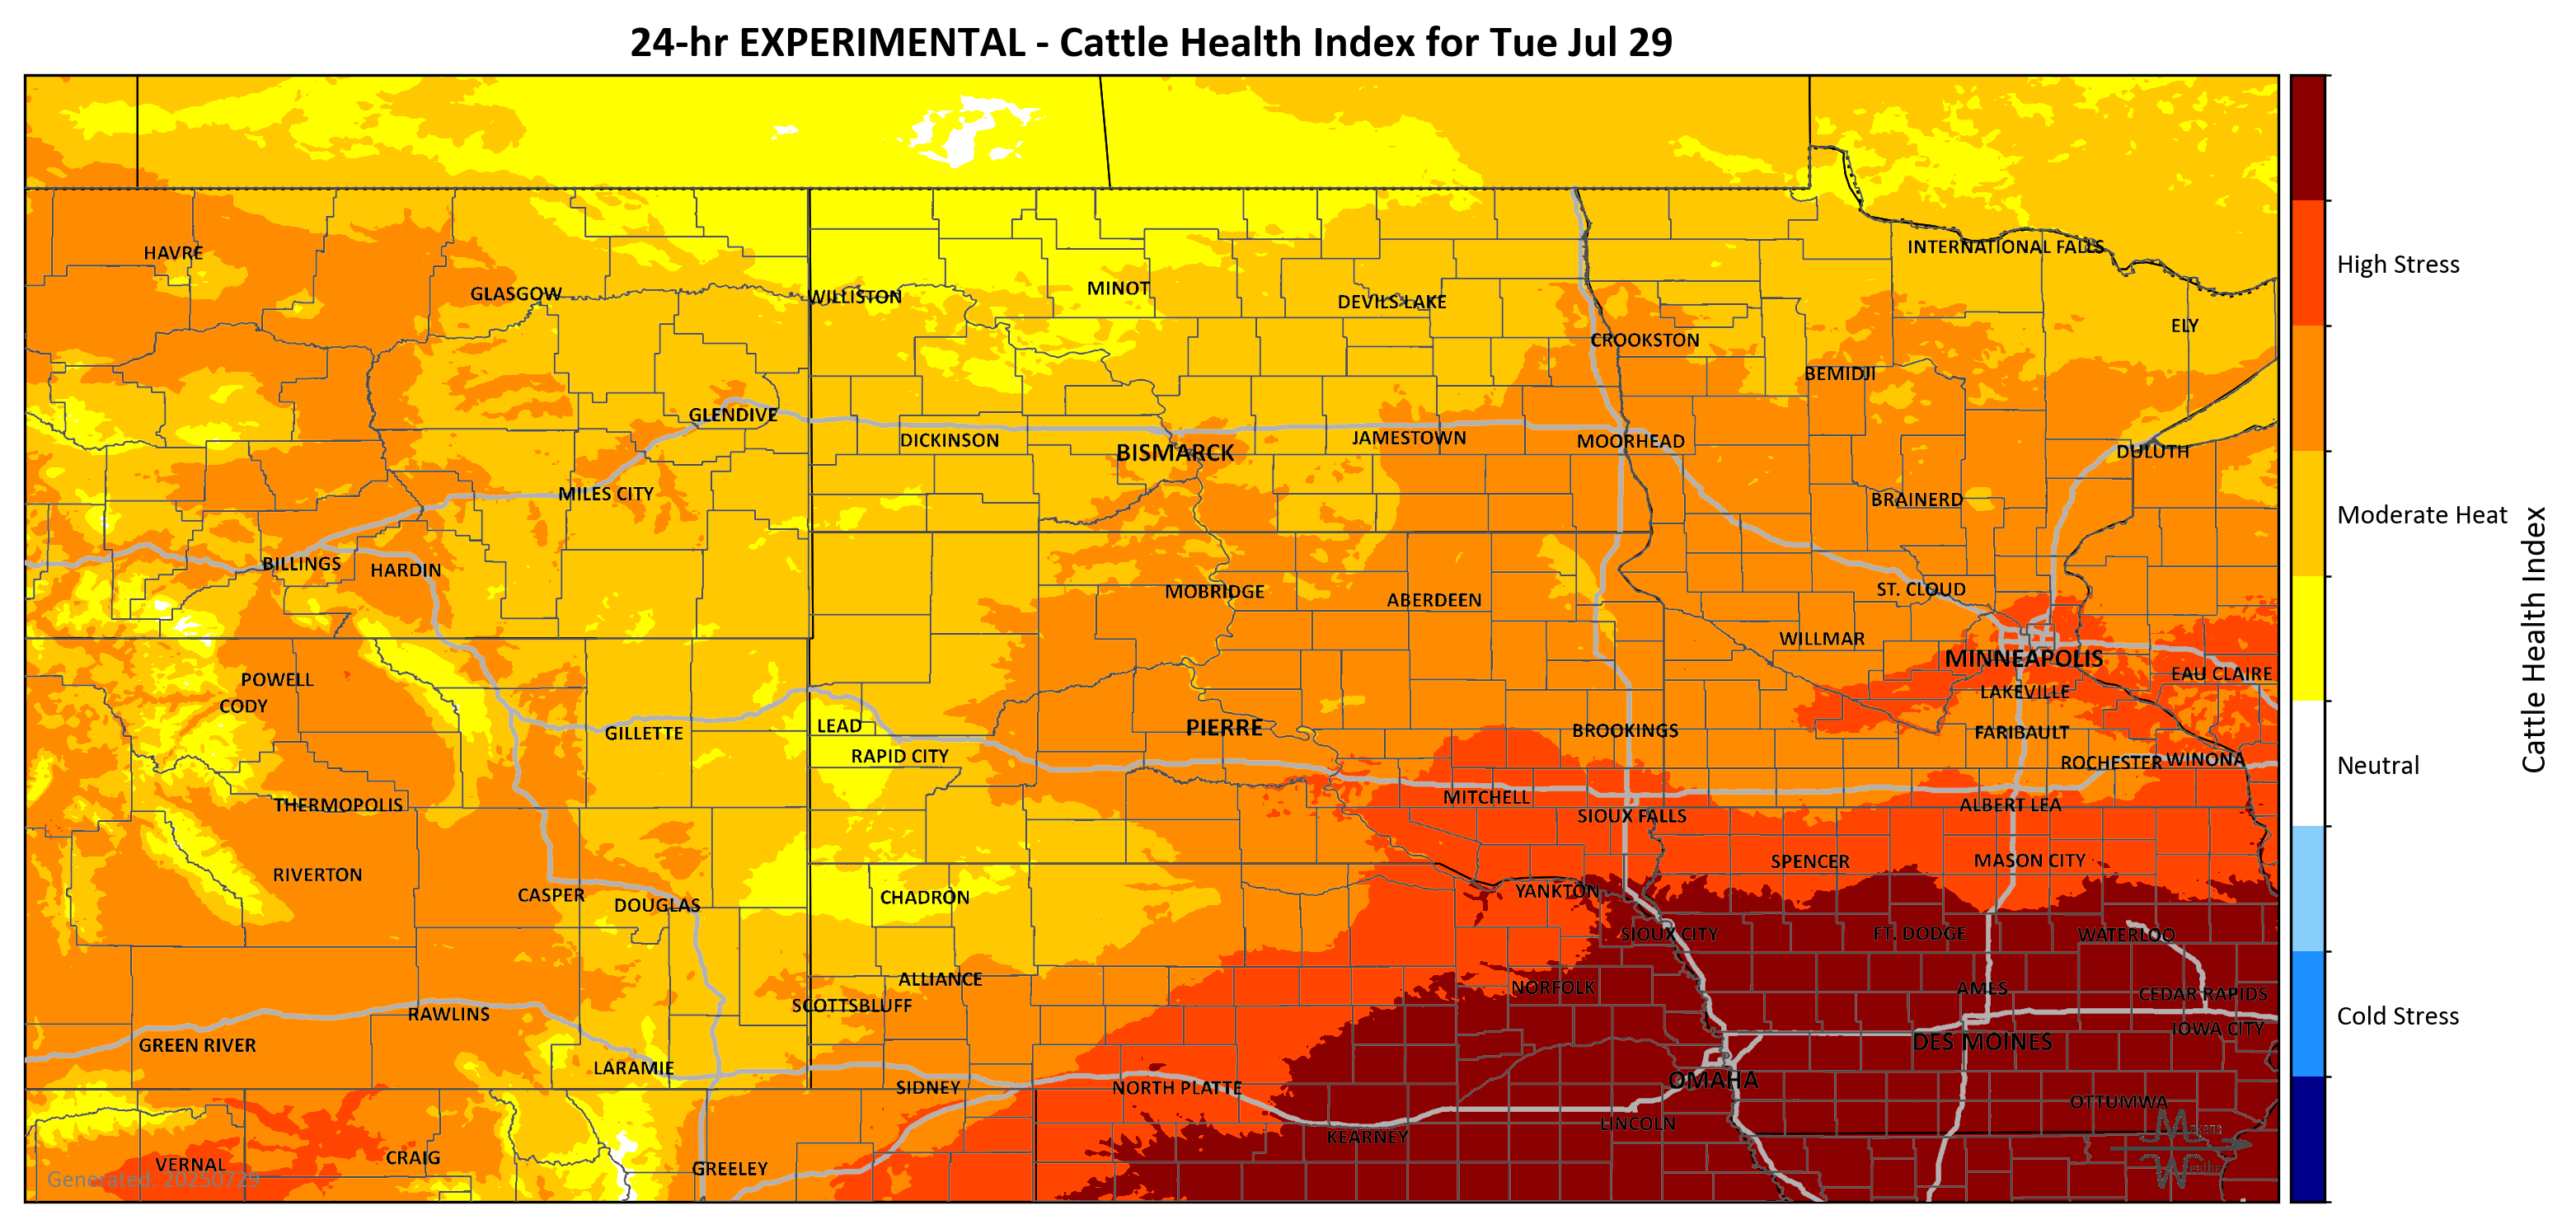 24-hr EXPERIMENTAL - Cattle Health Index for Tue Jul 29
HAVRE
INTERNATIONAL FALLS
GLASGOW
WILLISTON
MINOT
DEVILS LAKE
ELY
CROOKSTON
BEMIDJI
GLENDIVE
DICKINSON
BISMARCK
JAMESTOWN
MOORHEAD
DULUTH
MILES CITY
BRAINERD
BILLINGS
HARDIN
MOBRIDGE
ABERDEEN
ST. CLOUD
WILLMAR
MINNEAPOLIS
POWELL
EAU CLAIRE
CODY
LAKEVILLE
GILLETTE
LEAD
PIERRE
BROOKINGS
FARIBAULT
RAPID CITY
ROCHESTER
WINONA
THERMOPOLIS
MITCHELL
ALBERT LEA
SIOUX FALLS
RIVERTON
SPENCER
MASON CITY
CASPER
DOUGLAS
CHADRON
YANKTON
SIOUX CITY
FT. DODGE
WATERLOO
ALLIANCE
NORFOLK
AMES
CEDAR RAPIDS
SCOTTSBLUFF
RAWLINS
IOWA CITY
GREEN RIVER
DES MOINES
LARAMIE
SIDNEY
NORTH PLATTE
OMAHA
OTTUMWA
LINCOLN
KEARNEY
VERNAL
CRAIG
GREELEY
Generated: 20250729
High Stress
Moderate Heat
Neutral
Cold Stress
Cattle Health Index